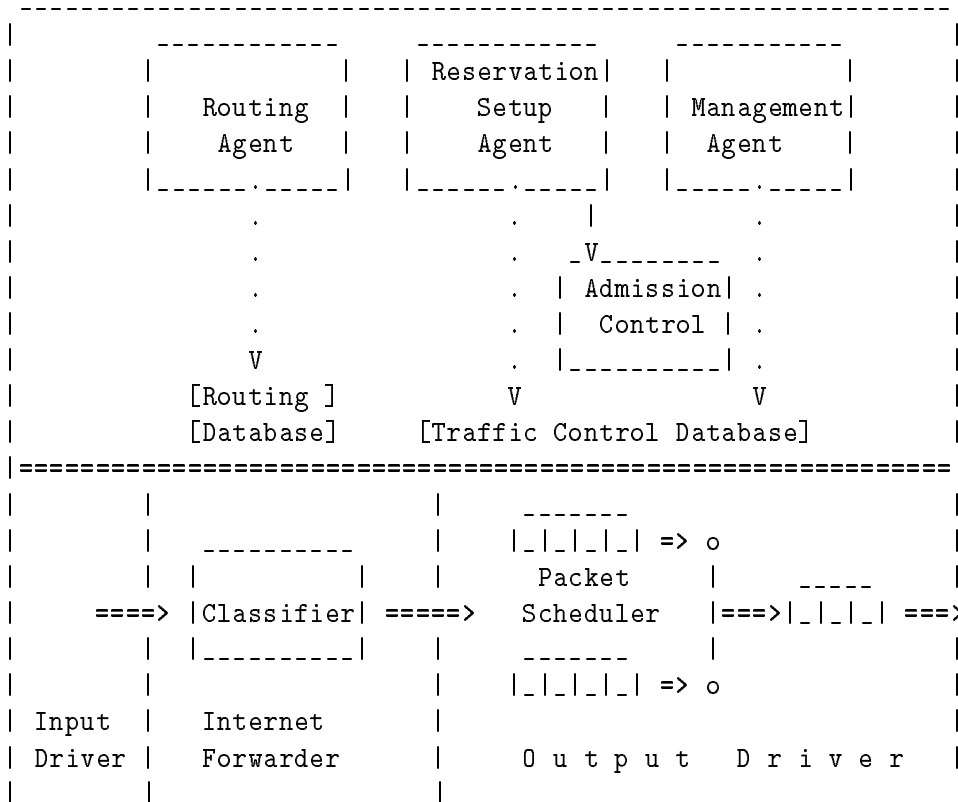 Routing Agent
Reservation Setup Agent
Management Agent
V
Admission Control
V
[Routing ]
[Database]
V
V
[Traffic Control Database]
Classifier
Packet Scheduler
o
o
Input Driver
Internet Forwarder
O u t p u t D r i v e r